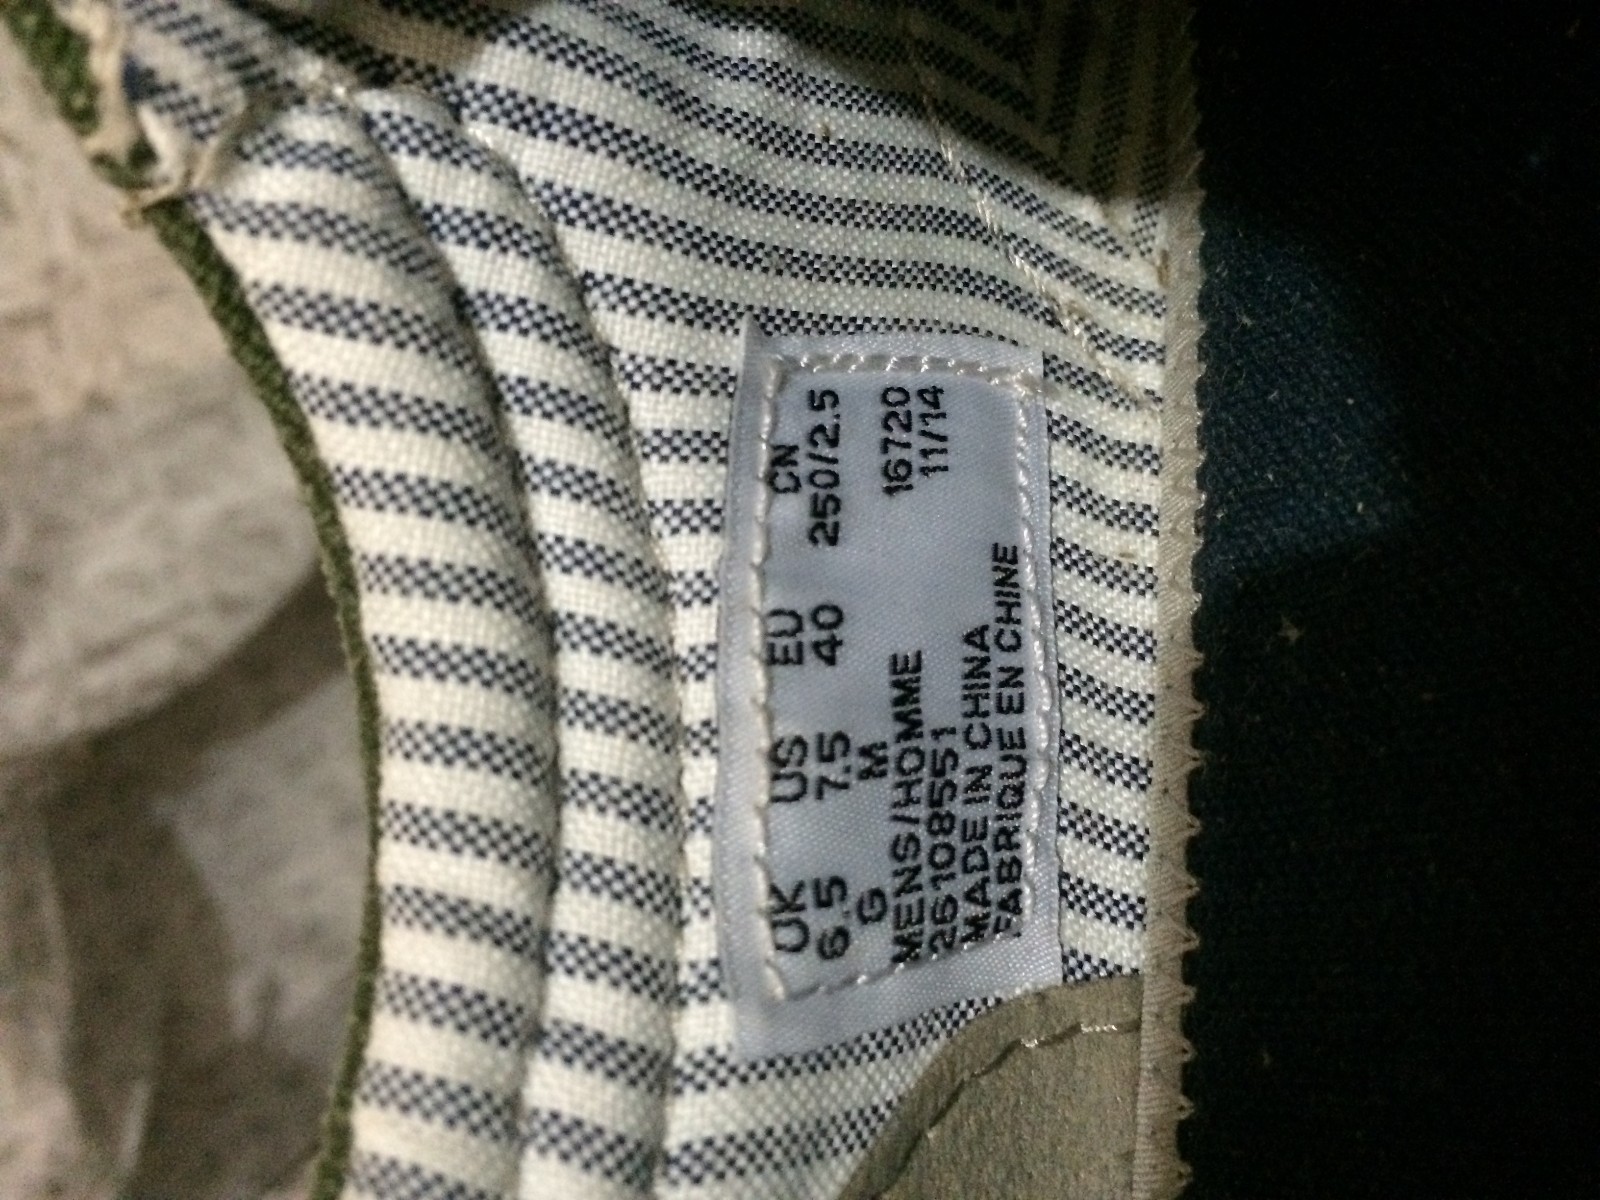 UK US EU CN
6.5 7.5 40 250/2.5
G M
MENS/HOMME 16720
26108551 11/14
MADE IN CHINA
FABRIQUE EN CHINE